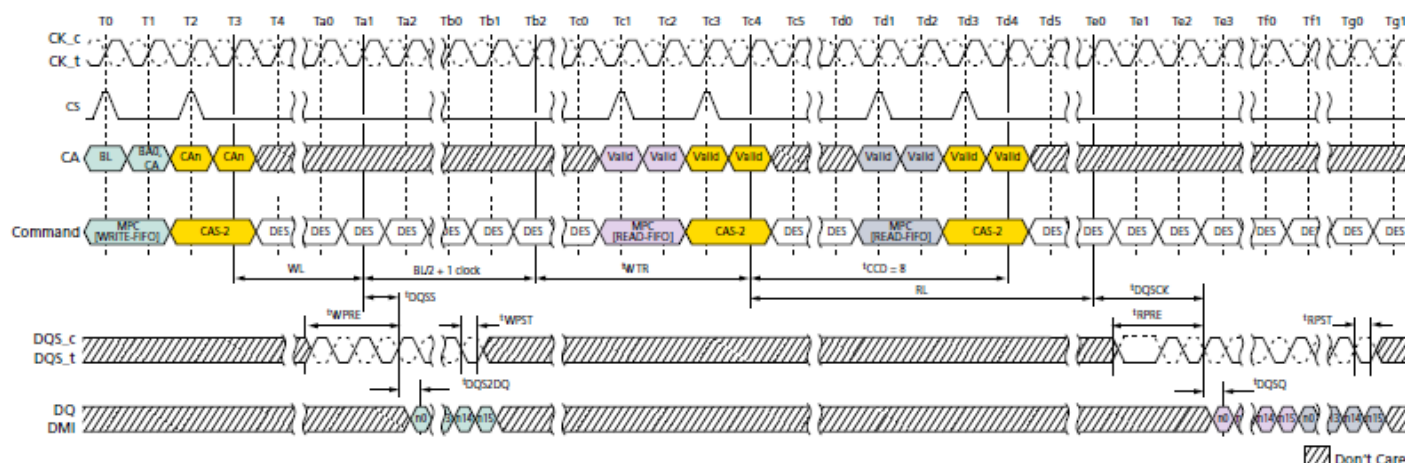 T0 T1 T2 T3 T4 Ta0 Ta1 Ta2 Tb0 Tb1 Tb2 Tc0 Tc1 Tc2 Tc3 Tc4 Tc5 Td0 Td1 Td2 Td3 Td4 Td5 Te0 Te1 Te2 Te3 Tf0 Tf1 Tg0 Tg1
CK_c
CK_t
CS
CA BL BA0, CA CAn CAn Valid Valid Valid Valid Valid Valid Valid Valid
Command MPC [WRITE-FIFO] CAS-2 DES DES DES DES DES DES DES DES MPC [READ-FIFO] CAS-2 DES DES MPC [READ-FIFO] CAS-2 DES DES DES DES DES DES DES DES DES
WL BL/2 + 1 clock tWTR tCCD = 8
RL
tDQSS tDQSCK
tWPRE tWPST tRPRE tRPST
DQS_c
DQS_t
tDQS2DQ tDQSQ
DQ
DMI
n0 n14 n15 n0 n14 n15 n0 n14 n15
Don't Care